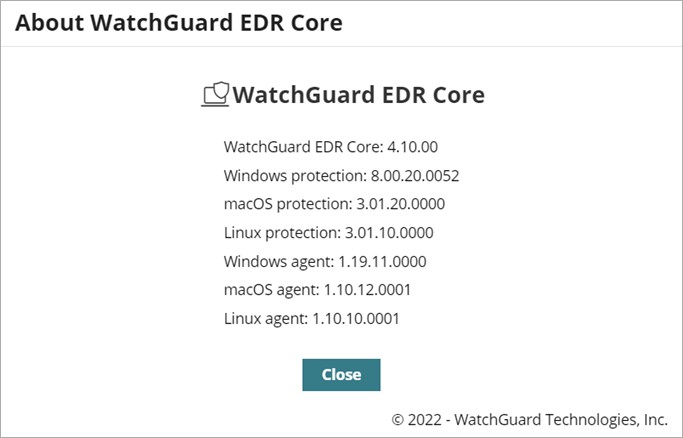 About WatchGuard EDR Core
WatchGuard EDR Core
WatchGuard EDR Core: 4.10.00
Windows protection: 8.00.20.0052
macOS protection: 3.01.20.0000
Linux protection: 3.01.10.0000
Windows agent: 1.19.11.0000
macOS agent: 1.10.12.0001
Linux agent: 1.10.10.0001
Close
© 2022 - WatchGuard Technologies, Inc.